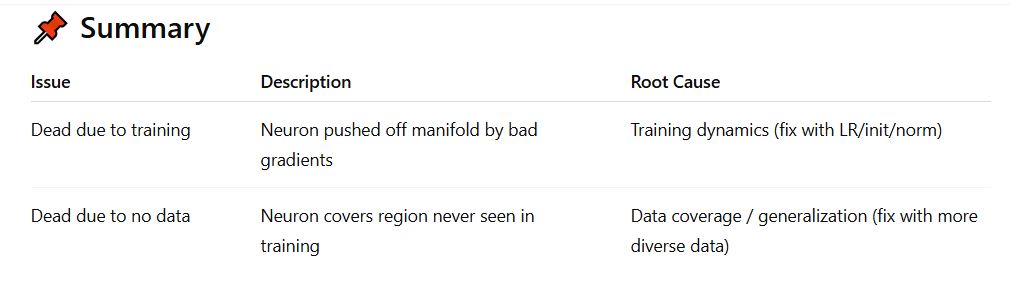 Summary
Issue Description Root Cause
Dead due to training Neuron pushed off manifold by bad Training dynamics (fix with LR/init/norm)
gradients
Dead due to no data Neuron covers region never seen in Data coverage / generalization (fix with more
training diverse data)